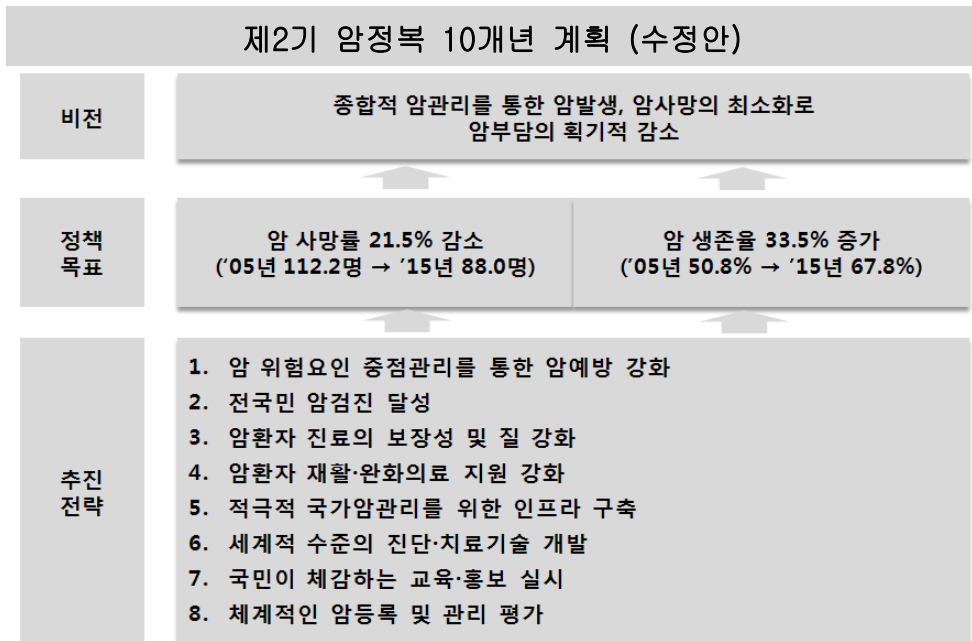 제2기 암정복 10개년 계획 (수정안)
비전
종합적 암관리를 통한 암발생, 암사망의 최소화로
암부담의 획기적 감소
정책
목표
암 사망률 21.5% 감소
(‘05년 112.2명 → ’15년 88.0명)
암 생존율 33.5% 증가
(’05년 50.8% → ’15년 67.8%)
추진
전략
1. 암 위험요인 중점관리를 통한 암예방 강화
2. 전국민 암검진 달성
3. 암환자 진료의 보장성 및 질 강화
4. 암환자 재활·완화의료 지원 강화
5. 적극적 국가암관리를 위한 인프라 구축
6. 세계적 수준의 진단·치료기술 개발
7. 국민이 체감하는 교육·홍보 실시
8. 체계적인 암등록 및 관리 평가